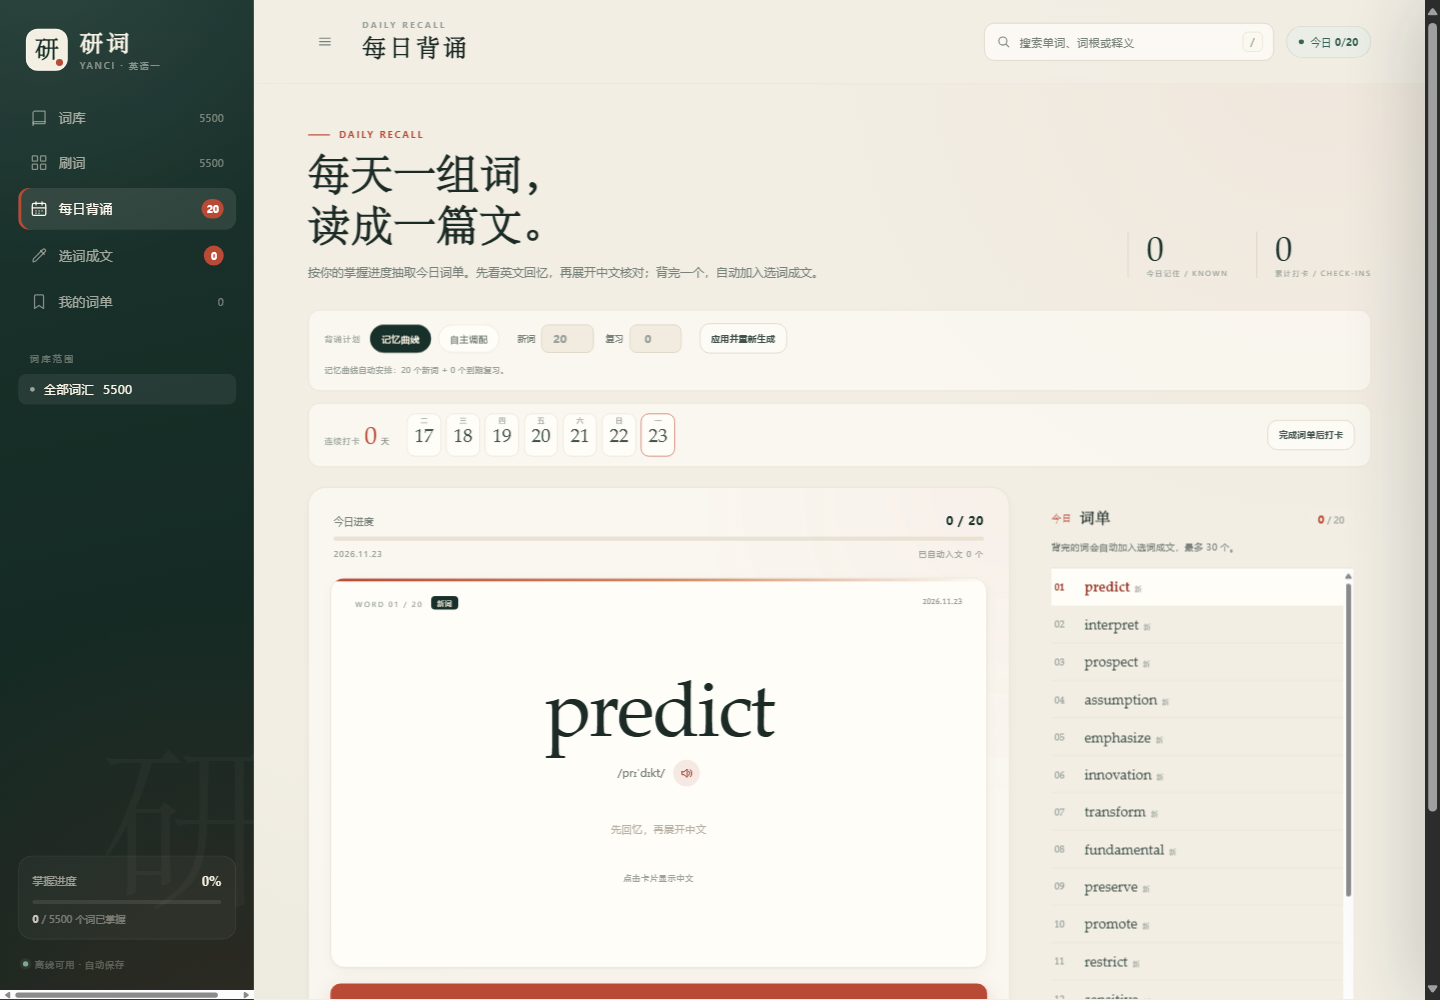 研
研词
YANCI · 英语一
词库 5500
刷词 5500
每日背诵 20
选词成文 0
我的词单 0
词库范围
全部词汇 5500
研
掌握进度 0%
0 / 5500 个词已掌握
离线可用 · 自动保存
DAILY RECALL
每日背诵
搜索单词、词根或释义 /
今日 0/20
DAILY RECALL
每天一组词，
读成一篇文。
按你的掌握进度抽取今日词单。先看英文回忆，再展开中文核对；背完一个，自动加入选词成文。
0
今日记住 / KNOWN
0
累计打卡 / CHECK-INS
背诵计划 记忆曲线 自主调配 新词 20 复习 0 应用并重新生成
记忆曲线自动安排：20 个新词 + 0 个到期复习。
连续打卡 0 天
二 17
三 18
四 19
五 20
六 21
日 22
一 23
完成词单后打卡
今日进度 0 / 20
2026.11.23 已自动入文 0 个
WORD 01 / 20 新词 2026.11.23
predict
/prɪˈdɪkt/
先回忆，再展开中文
点击卡片显示中文
今日 词单 0 / 20
背完的词会自动加入选词成文，最多 30 个。
01 predict 新
02 interpret 新
03 prospect 新
04 assumption 新
05 emphasize 新
06 innovation 新
07 transform 新
08 fundamental 新
09 preserve 新
10 promote 新
11 restrict 新